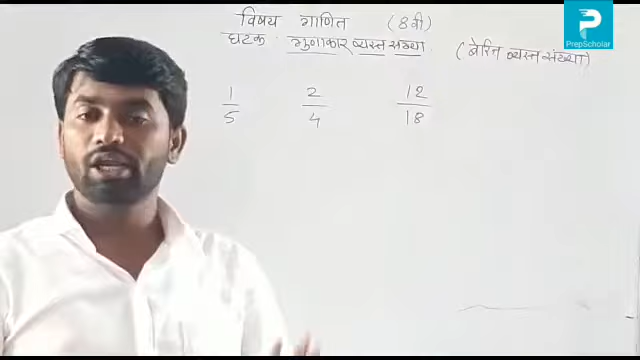 विषय गणित (8वी)
घटक गुणाकार व्यस्त संख्या. (बेरिज व्यस्त संख्या)
1/5 2/4 12/18
PrepScholar